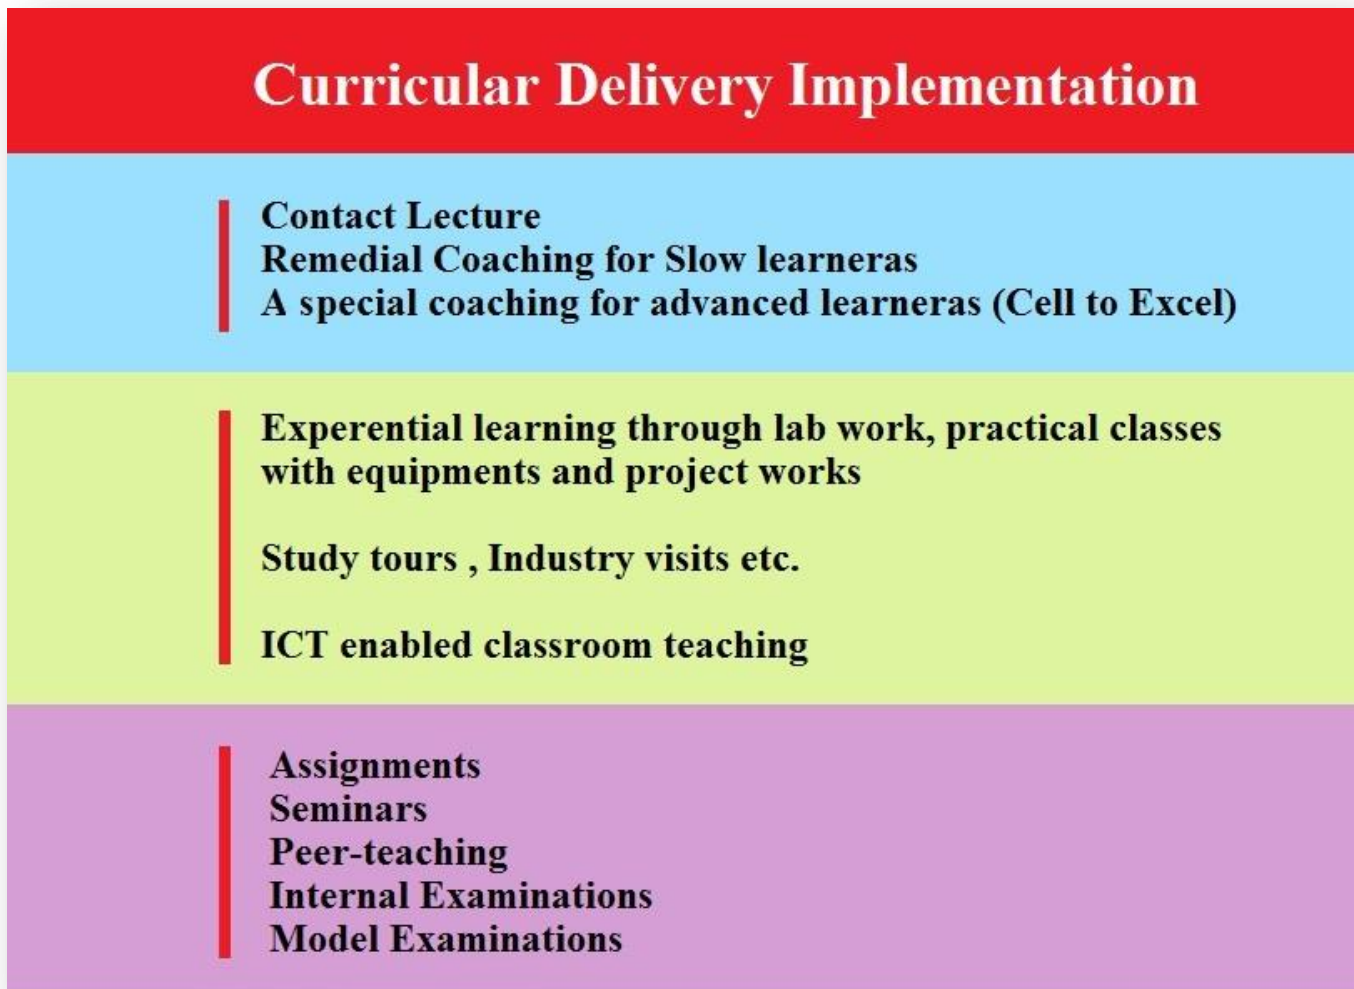 Curricular Delivery Implementation
Contact Lecture
Remedial Coaching for Slow learneras
A special coaching for advanced learneras (Cell to Excel)
Experential learning through lab work, practical classes
with equipments and project works
Study tours , Industry visits etc.
ICT enabled classroom teaching
Assignments
Seminars
Peer-teaching
Internal Examinations
Model Examinations